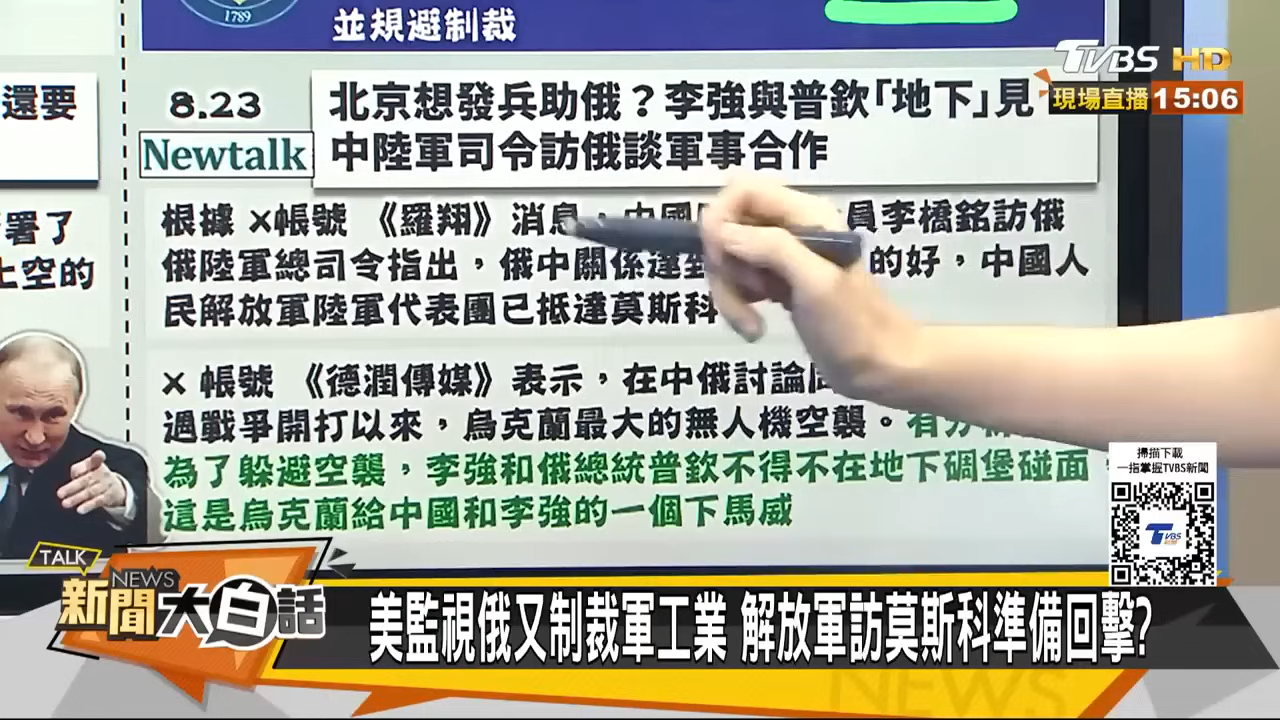 1789
並規避制裁
TVBS HD
現場直播 15:06
還要
8.23
Newtalk
北京想發兵助俄？李強與普欽「地下」見
中陸軍司令訪俄談軍事合作
署了
上空的
根據 X帳號 《羅翔》消息，中國
員李橋銘訪俄
俄陸軍總司令指出，俄中關係達到
的好，中國人
民解放軍陸軍代表團已抵達莫斯科
X 帳號 《德潤傳媒》表示，在中俄討論
過戰爭開打以來，烏克蘭最大的無人機空襲。有分
為了躲避空襲，李強和俄總統普欽不得不在地下碉堡碰面，
這是烏克蘭給中國和李強的一個下馬威
掃描下載
一指掌握TVBS新聞
TVBS
TALK
NEWS
新聞大白話
美監視俄又制裁軍工業 解放軍訪莫斯科準備回擊?
NEWS